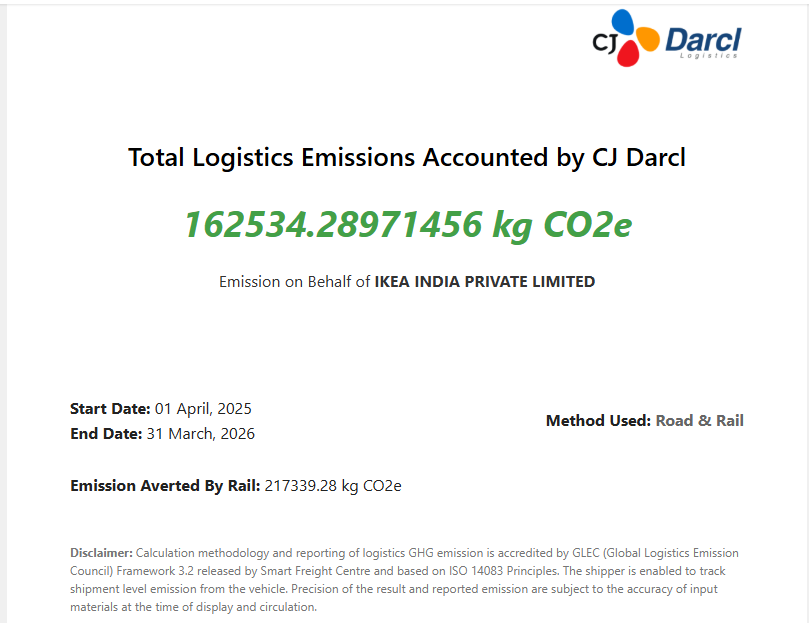 CJ Darcl
Logistics
Total Logistics Emissions Accounted by CJ Darcl
162534.28971456 kg CO2e
Emission on Behalf of IKEA INDIA PRIVATE LIMITED
Start Date: 01 April, 2025
End Date: 31 March, 2026
Method Used: Road & Rail
Emission Averted By Rail: 217339.28 kg CO2e
Disclaimer: Calculation methodology and reporting of logistics GHG emission is accredited by GLEC (Global Logistics Emission
Council) Framework 3.2 released by Smart Freight Centre and based on ISO 14083 Principles. The shipper is enabled to track
shipment level emission from the vehicle. Precision of the result and reported emission are subject to the accuracy of input
materials at the time of display and circulation.